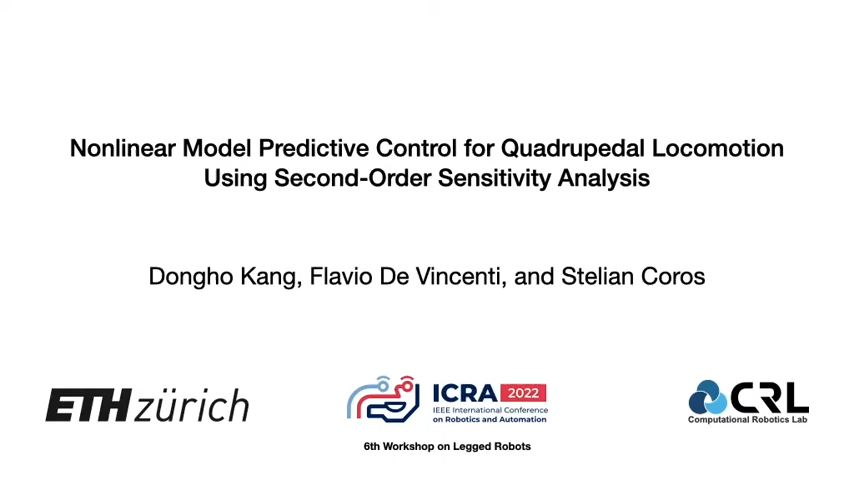 Nonlinear Model Predictive Control for Quadrupedal Locomotion
Using Second-Order Sensitivity Analysis
Dongho Kang, Flavio De Vincenti, and Stelian Coros
ETH zürich
ICRA 2022
IEEE International Conference
on Robotics and Automation
6th Workshop on Legged Robots
CRL
Computational Robotics Lab